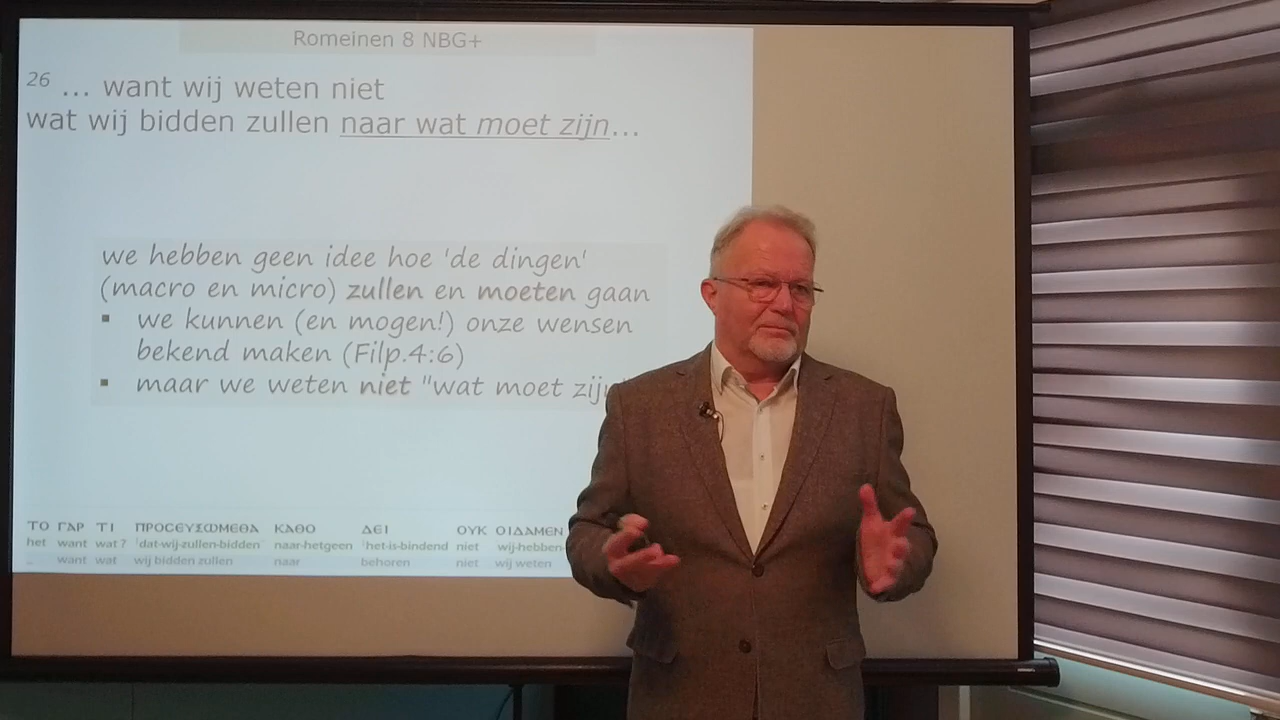 Romeinen 8 NBG+
26 ... want wij weten niet
wat wij bidden zullen naar wat moet zijn...
we hebben geen idee hoe 'de dingen'
(macro en micro) zullen en moeten gaan
▪ we kunnen (en mogen!) onze wensen
bekend maken (Filp.4:6)
▪ maar we weten niet "wat moet zijn"
ΤΟ ΓΑΡ ΤΙ ΠΡΟϹΕΥΞΩΜΕΘΑ ΚΑΘΟ ΔΕΙ ΟΥΚ ΟΙΔΑΜΕΝ
het want wat ? dat-wij-zullen-bidden naar-hetgeen het-is-bindend niet wij-hebben-
.. want wat wij bidden zullen naar behoren niet wij weten